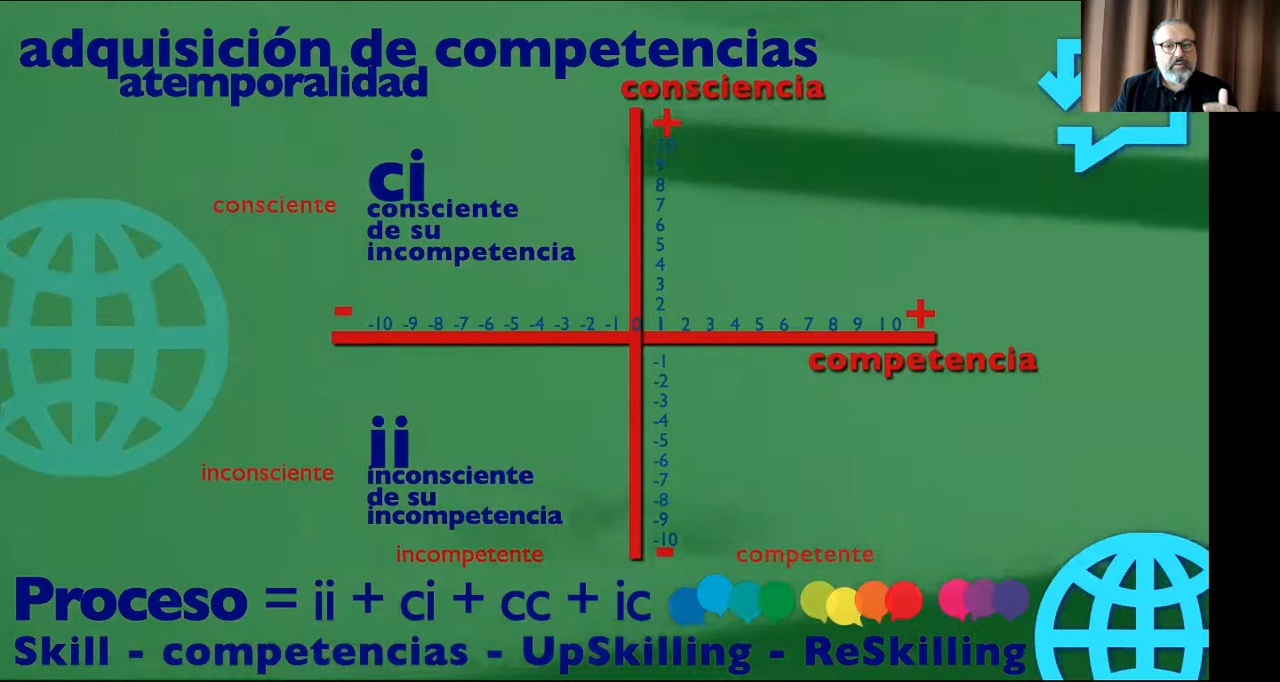 adquisición de competencias
atemporalidad
consciencia
+
10
9
8
7
6
5
4
3
2
ci
consciente
consciente
de su
incompetencia
-
-10 -9 -8 -7 -6 -5 -4 -3 -2 -1 0 1 2 3 4 5 6 7 8 9 10
+
competencia
-1
-2
-3
-4
-5
-6
-7
-8
-9
-10
-
ii
inconsciente
inconsciente
de su
incompetencia
incompetente
competente
Proceso = ii + ci + cc + ic
Skill - competencias - UpSkilling - ReSkilling